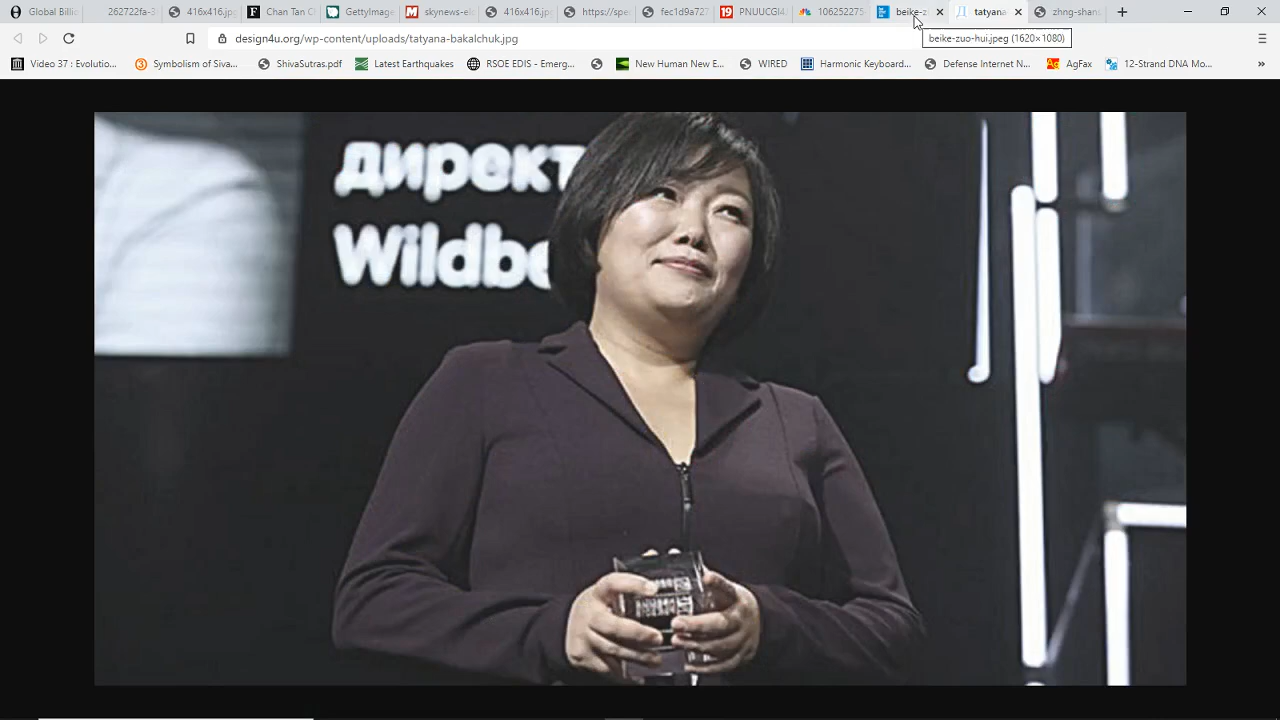 Global Billi
262722fa-3
416x416.jpg
Chan Tan Ci
GettyImage
skynews-el
416x416.jpg
https://spe
fec1d9a727
PNUUCGI4
106252275
beike-z
tatyana
zhng-shan
design4u.org/wp-content/uploads/tatyana-bakalchuk.jpg
beike-zuo-hui.jpeg (1620×1080)
Video 37 : Evolutio...
Symbolism of Siva...
ShivaSutras.pdf
Latest Earthquakes
RSOE EDIS - Emerg...
New Human New E...
WIRED
Harmonic Keyboard...
Defense Internet N...
AgFax
12-Strand DNA Mo...
»
директ
Wildbe